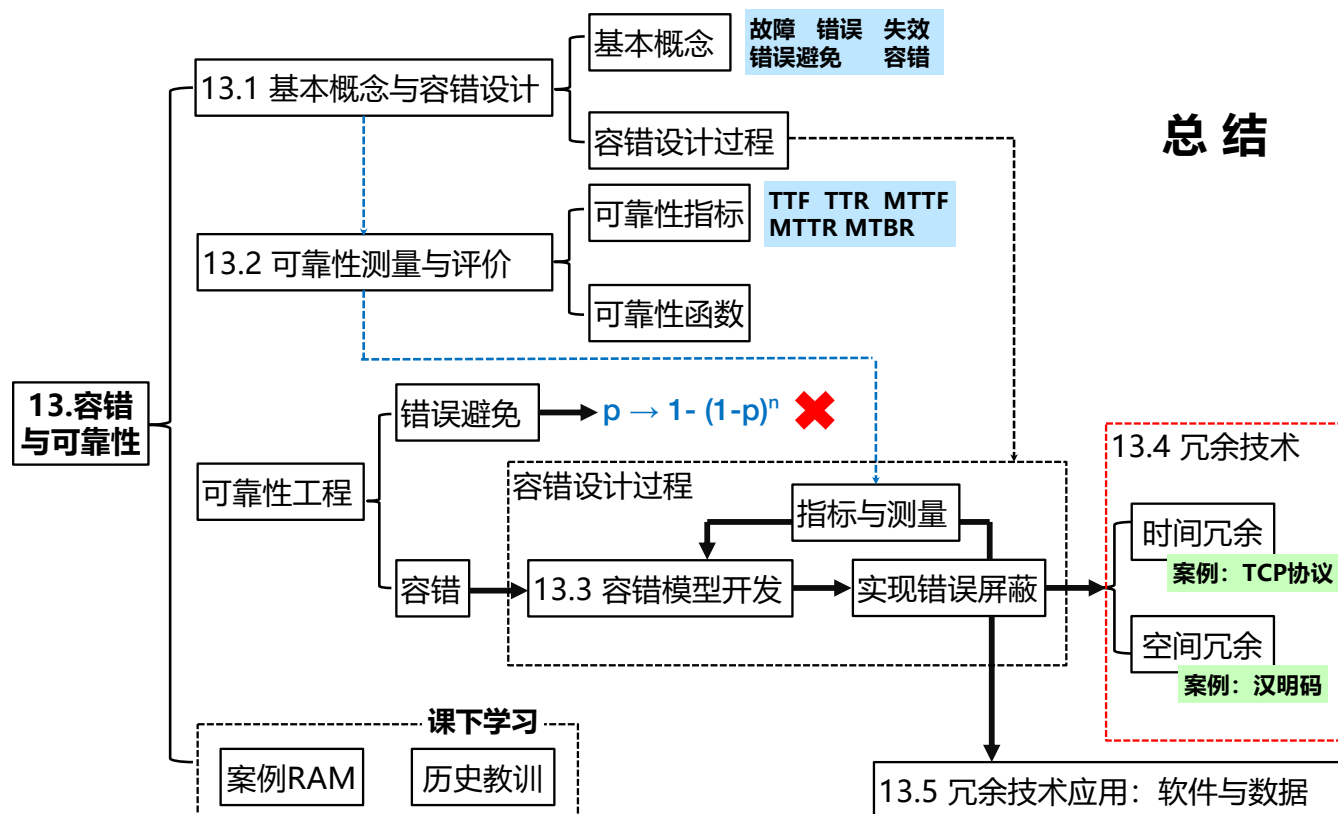 总 结
13.容错
与可靠性
13.1 基本概念与容错设计
基本概念
故障 错误 失效
错误避免 容错
容错设计过程
13.2 可靠性测量与评价
可靠性指标
TTF TTR MTTF
MTTR MTBR
可靠性函数
可靠性工程
错误避免
p → 1- (1-p)ⁿ
容错
容错设计过程
指标与测量
13.3 容错模型开发
实现错误屏蔽
13.4 冗余技术
时间冗余
案例：TCP协议
空间冗余
案例：汉明码
13.5 冗余技术应用：软件与数据
课下学习
案例RAM
历史教训